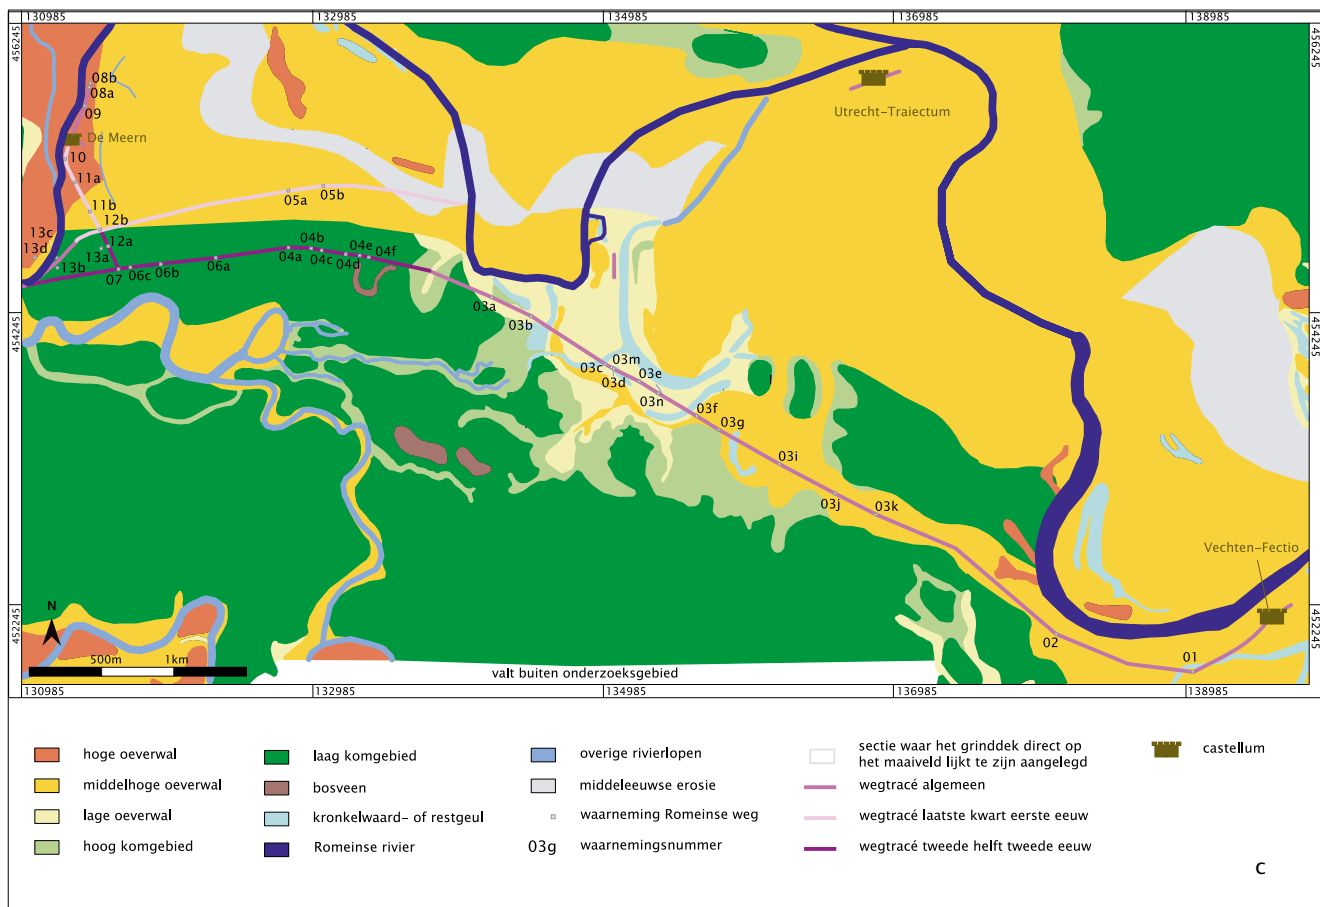 130985 132985 134985 136985 138985
456245 456245
08b
08a
09
De Meern
Utrecht-Traiectum
10
11a
05a 05b
11b
12b
13c
12a
13d
13a
13b
07 06c 06b 06a
04a 04b 04c 04d 04e 04f
03a
03b
454245 454245
03m
03c 03e
03d
03n
03f
03g
03i
03j 03k
Vechten-Fectio
N
452245 452245
02
01
500m 1km
valt buiten onderzoeksgebied
130985 132985 134985 136985 138985
hoge oeverwal
middelhoge oeverwal
lage oeverwal
hoog komgebied
laag komgebied
bosveen
kronkelwaard- of restgeul
Romeinse rivier
overige rivierlopen
middeleeuwse erosie
waarneming Romeinse weg
03g waarnemingsnummer
sectie waar het grinddek direct op
het maaiveld lijkt te zijn aangelegd
wegtracé algemeen
wegtracé laatste kwart eerste eeuw
wegtracé tweede helft tweede eeuw
castellum
C